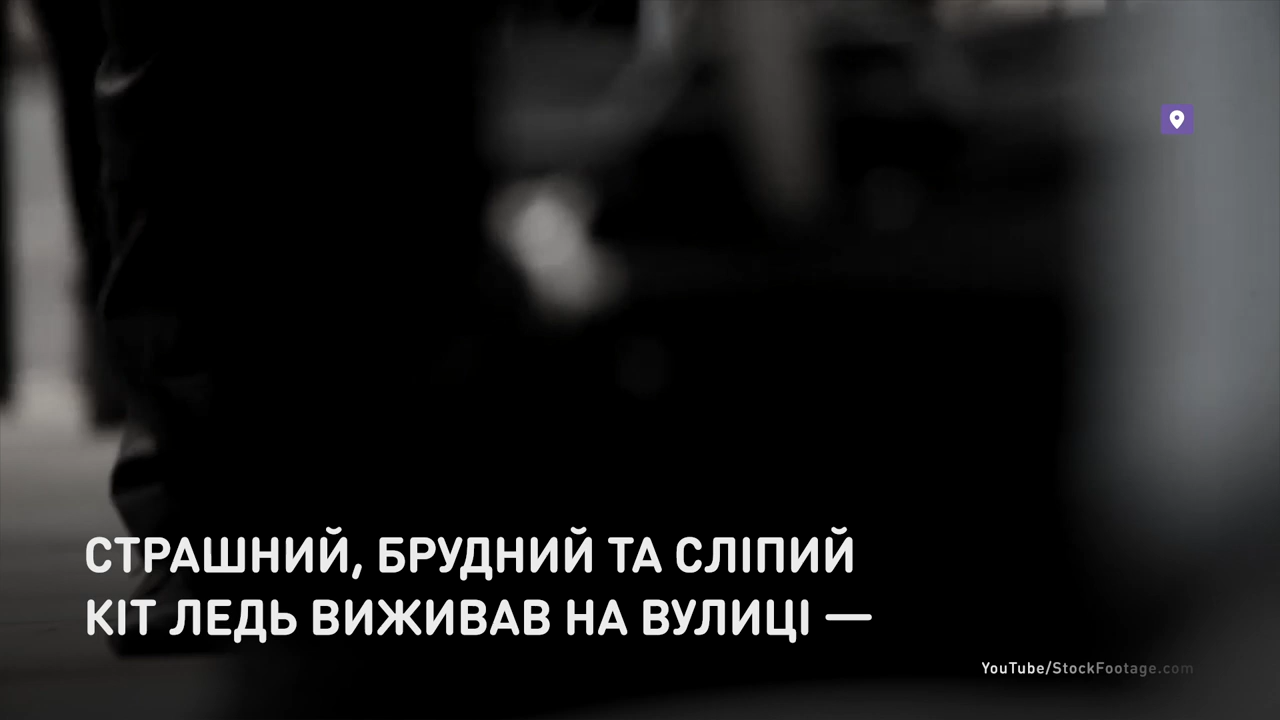 СТРАШНИЙ, БРУДНИЙ ТА СЛІПИЙ
КІТ ЛЕДЬ ВИЖИВАВ НА ВУЛИЦІ —
YouTube/StockFootage.com